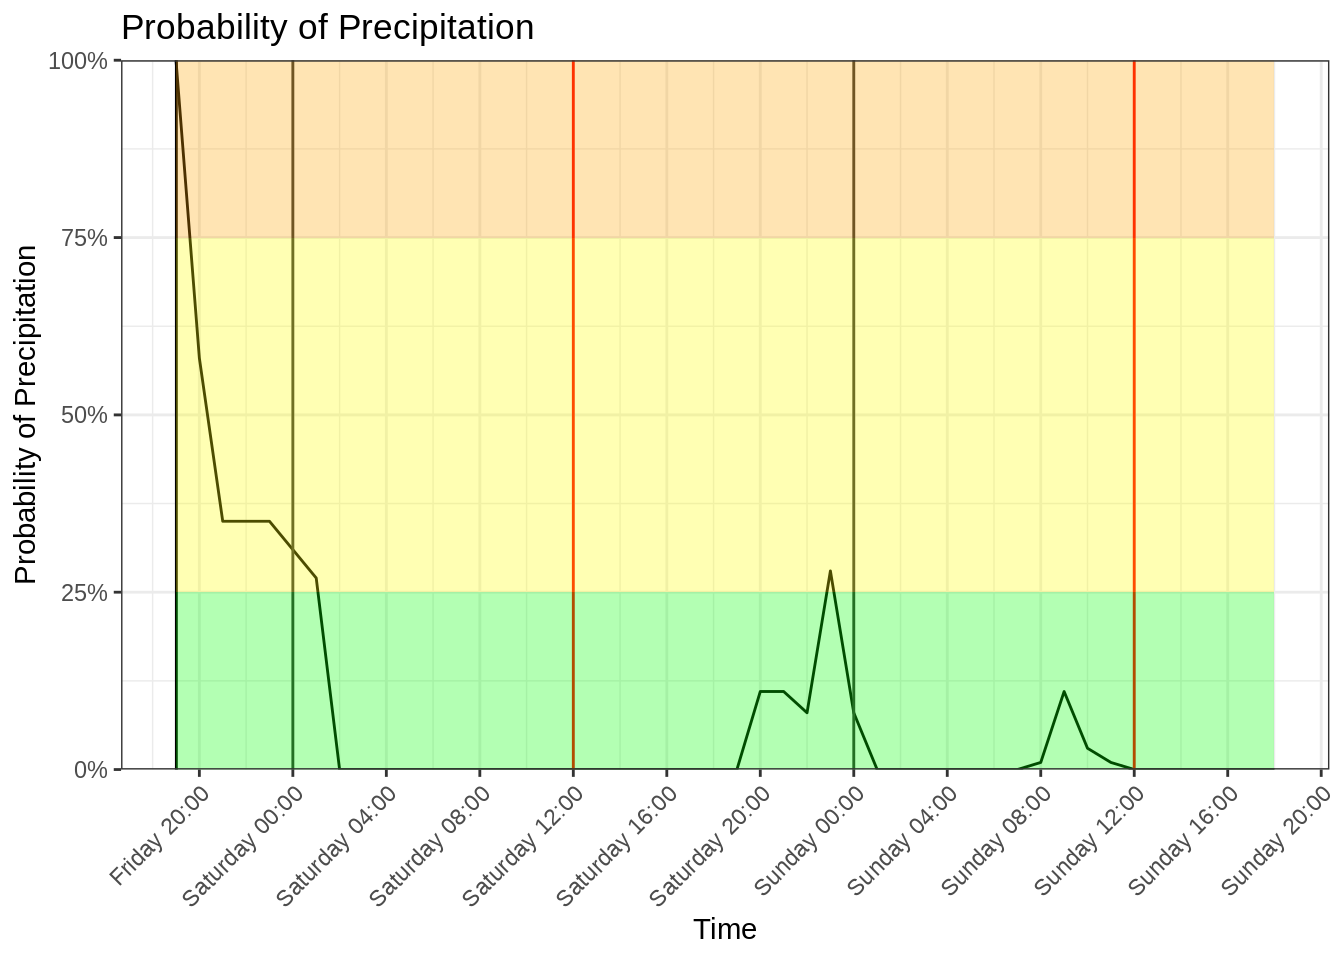 Probability of Precipitation
100%
75%
50%
25%
0%
Probability of Precipitation
Friday 20:00
Saturday 00:00
Saturday 04:00
Saturday 08:00
Saturday 12:00
Saturday 16:00
Saturday 20:00
Sunday 00:00
Sunday 04:00
Sunday 08:00
Sunday 12:00
Sunday 16:00
Sunday 20:00
Time